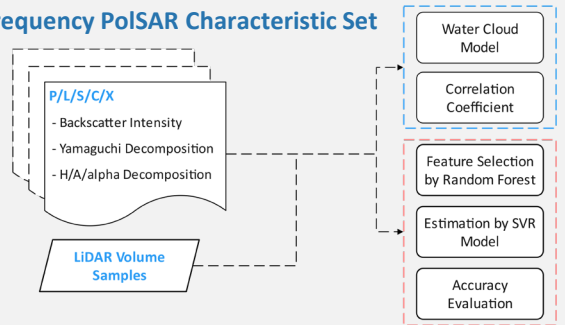 requency PolSAR Characteristic Set
P/L/S/C/X
- Backscatter Intensity
- Yamaguchi Decomposition
- H/A/alpha Decomposition
LiDAR Volume
Samples
Water Cloud
Model
Correlation
Coefficient
Feature Selection
by Random Forest
Estimation by SVR
Model
Accuracy
Evaluation